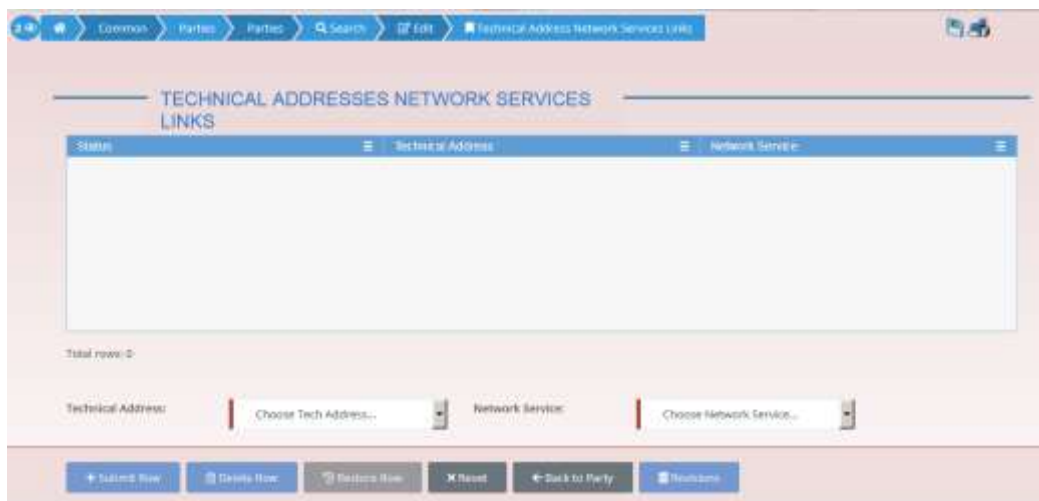 Common Parties Parties Search Edit Technical Address Network Services Links
TECHNICAL ADDRESSES NETWORK SERVICES
LINKS
Status Technical Address Network Service
Total rows: 0
Technical Address: Choose Tech Address... Network Service: Choose Network Service...
Submit Row Delete Row Restore Row Reset Back to Party Revisions